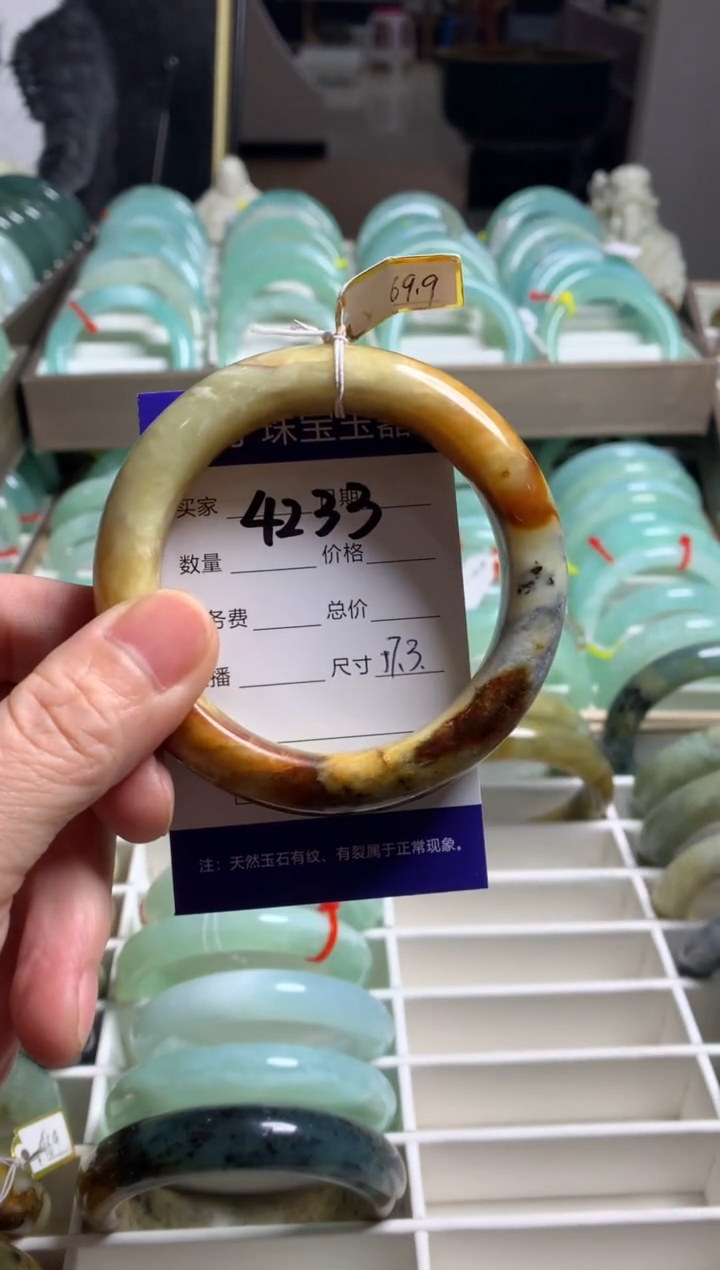 69.9
珠宝玉器
买家 4233 期
数量 价格
务费 总价
播 尺寸 17.3.
注：天然玉石有纹、有裂属于正常现象。